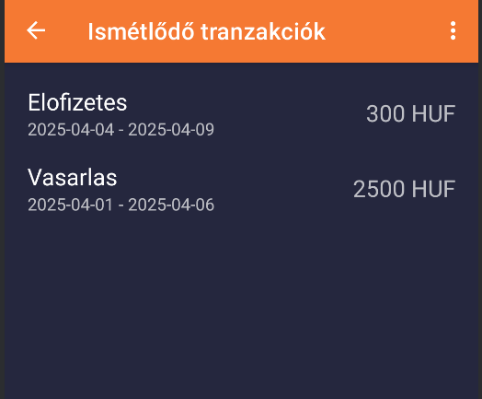 Ismétlődő tranzakciók
Elofizetes
300 HUF
2025-04-04 - 2025-04-09
Vasarlas
2500 HUF
2025-04-01 - 2025-04-06